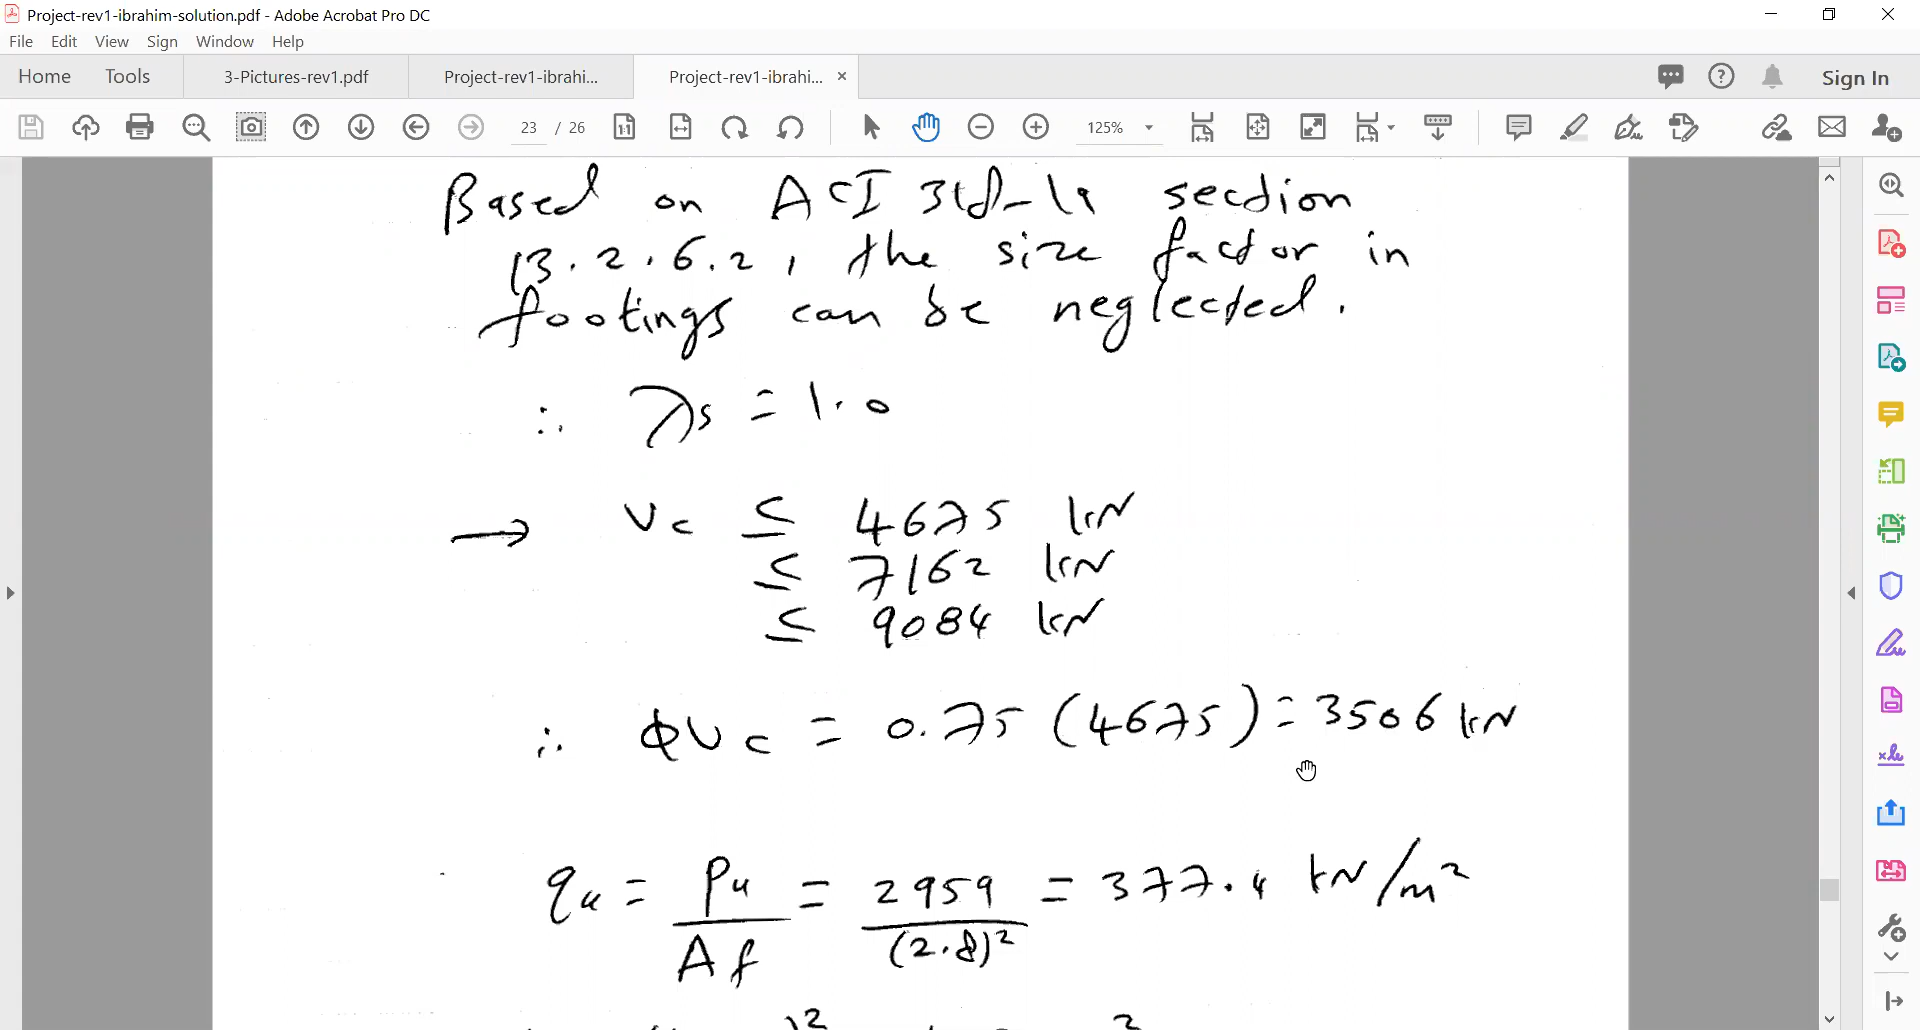 Project-rev1-ibrahim-solution.pdf - Adobe Acrobat Pro DC
File Edit View Sign Window Help
Home Tools 3-Pictures-rev1.pdf Project-rev1-ibrahi... Project-rev1-ibrahi... × Sign In
23 / 26 125%
Based on ACI 318-19 section
13.2.6.2, the size factor in
footings can be neglected.
∴ λs = 1.0
→ Vc ≤ 4675 kN
≤ 7162 kN
≤ 9084 kN
∴ ϕVc = 0.75 (4675) = 3506 kN
qu = Pu / Af = 2959 / (2.8)² = 377.4 kN/m²